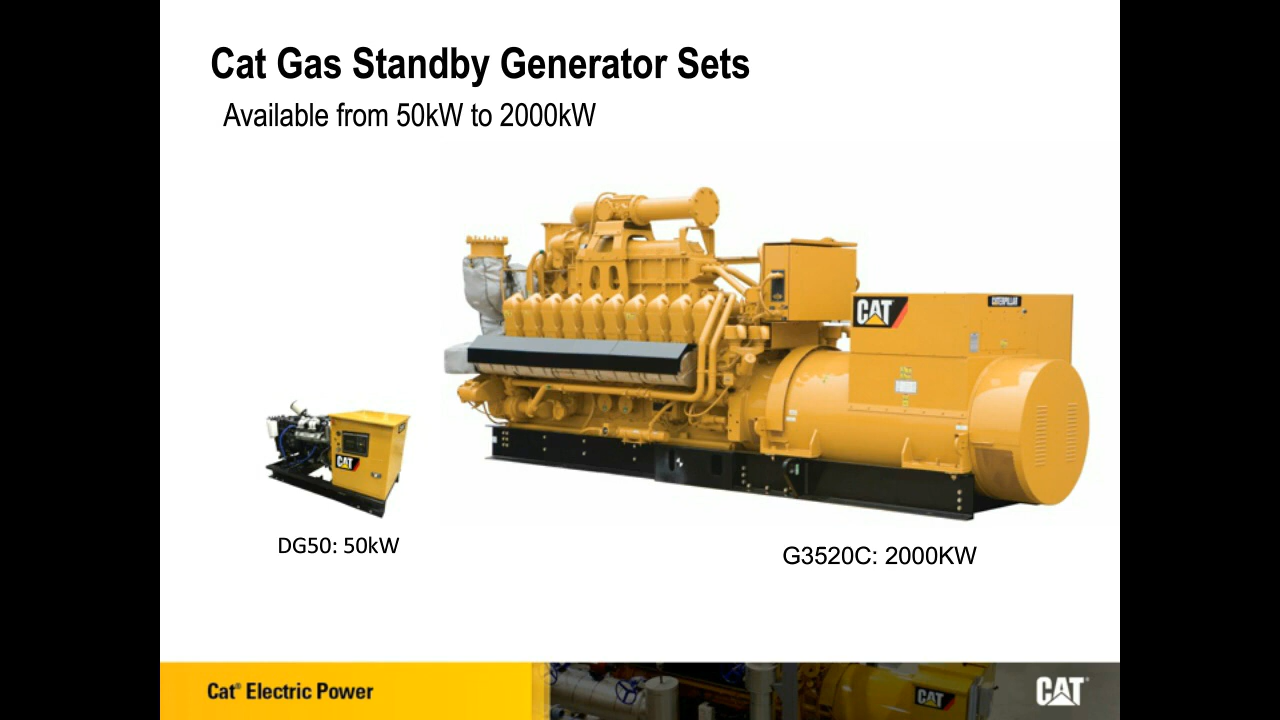 Cat Gas Standby Generator Sets
Available from 50kW to 2000kW
CAT
CATERPILLAR
CAT
DG50: 50kW
G3520C: 2000KW
Cat® Electric Power
CAT
CAT®